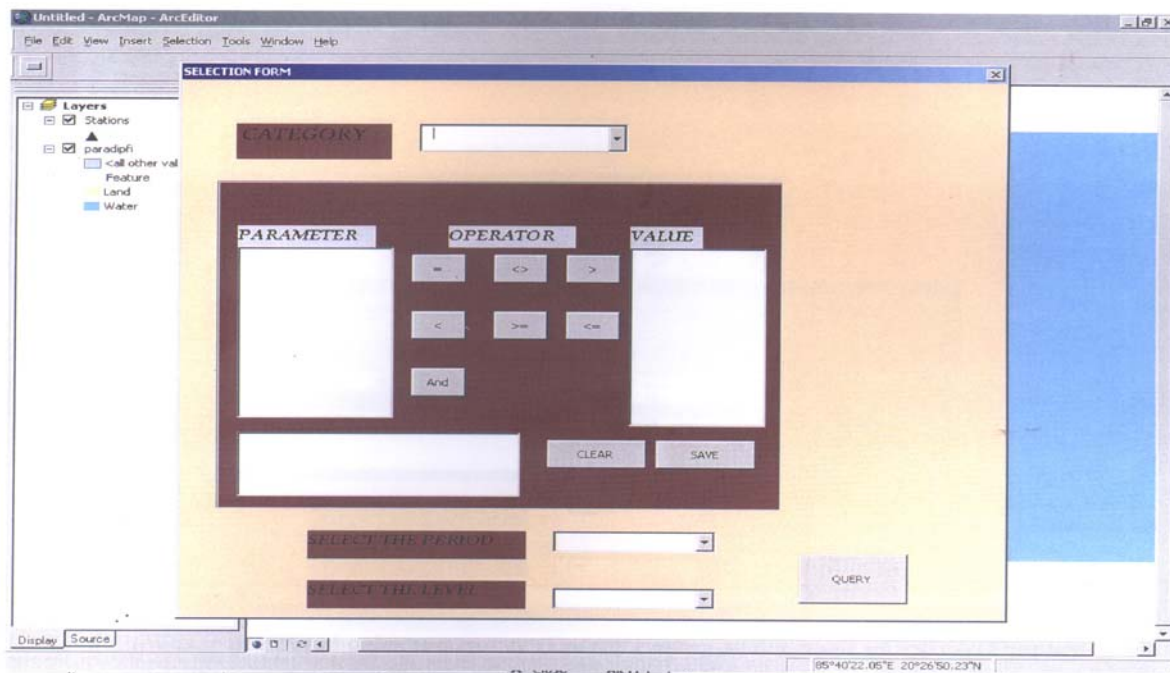 Untitled - ArcMap - ArcEditor
File Edit View Insert Selection Tools Window Help
SELECTION FORM
Layers
Stations
paradipfi
<all other val
Feature
Land
Water
CATEGORY
PARAMETER OPERATOR VALUE
= <> >
< >= <=
And
CLEAR SAVE
SELECT THE PERIOD
SELECT THE LEVEL
QUERY
Display Source
85°40'22.05"E 20°26'50.23"N